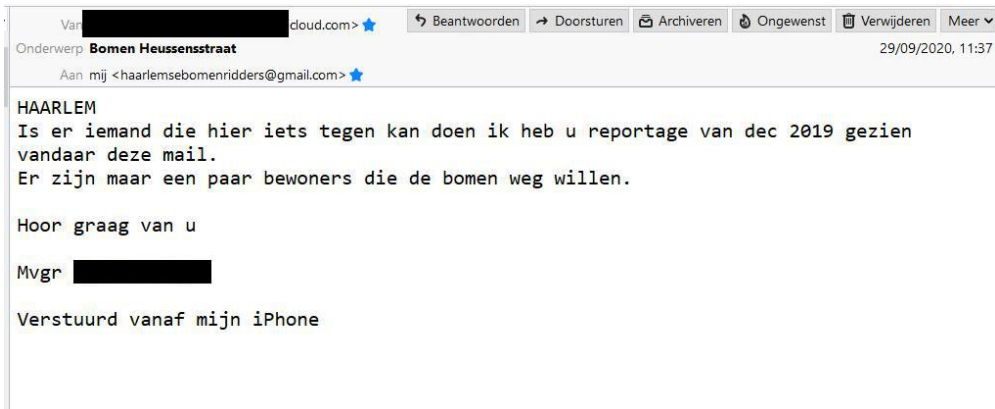 Van cloud.com> Beantwoorden Doorsturen Archiveren Ongewenst Verwijderen Meer
Onderwerp Bomen Heussensstraat 29/09/2020, 11:37
Aan mij <haarlemsebomenridders@gmail.com>
HAARLEM
Is er iemand die hier iets tegen kan doen ik heb u reportage van dec 2019 gezien
vandaar deze mail.
Er zijn maar een paar bewoners die de bomen weg willen.
Hoor graag van u
Mvgr
Verstuurd vanaf mijn iPhone